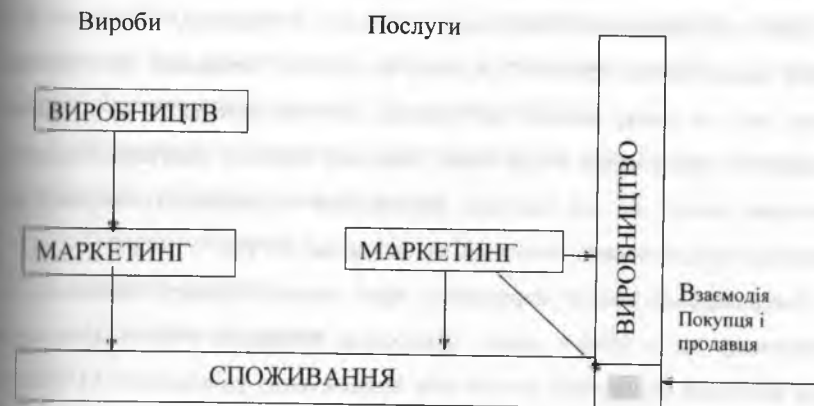 Вироби
Послуги
ВИРОБНИЦТВ
МАРКЕТИНГ
МАРКЕТИНГ
ВИРОБНИЦТВО
Взаємодія
Покупця і
продавця
СПОЖИВАННЯ